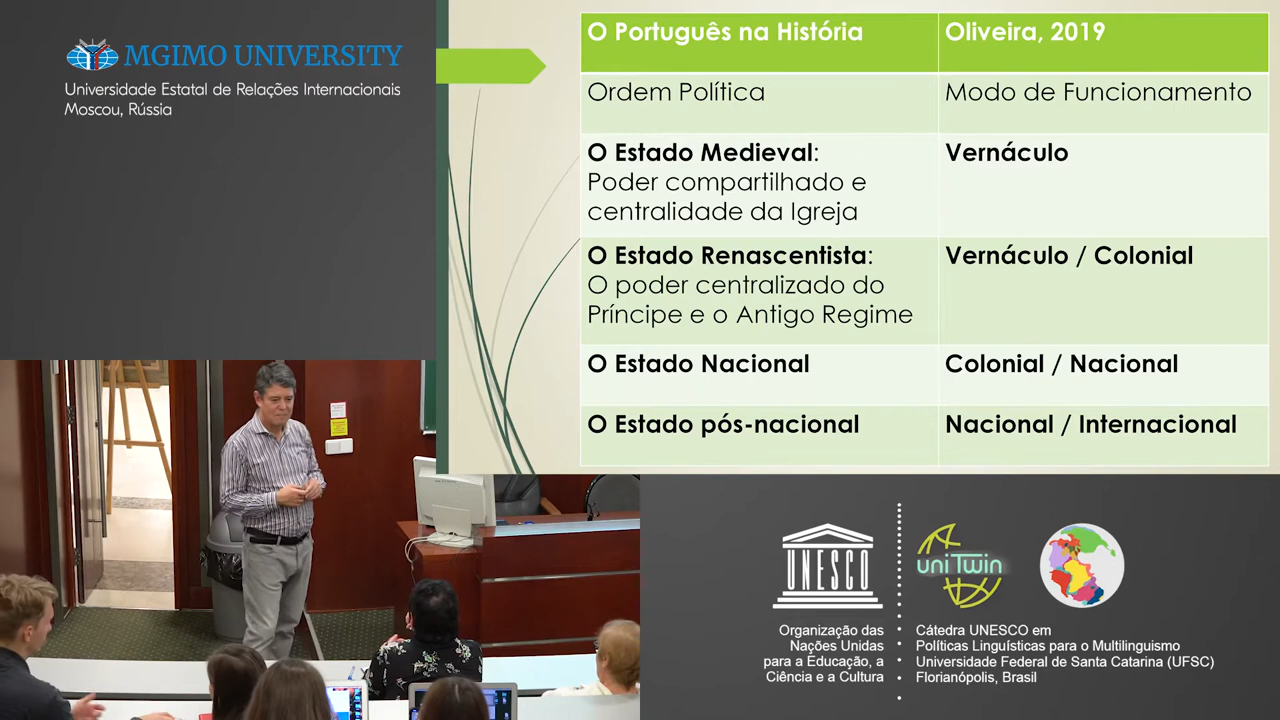 MGIMO UNIVERSITY
Universidade Estatal de Relações Internacionais
Moscou, Rússia
O Português na História
Oliveira, 2019
Ordem Política
Modo de Funcionamento
O Estado Medieval:
Poder compartilhado e
centralidade da Igreja
Vernáculo
O Estado Renascentista:
O poder centralizado do
Príncipe e o Antigo Regime
Vernáculo / Colonial
O Estado Nacional
Colonial / Nacional
O Estado pós-nacional
Nacional / Internacional
UNESCO
Organização das
Nações Unidas
para a Educação, a
Ciência e a Cultura
uniTwin
Cátedra UNESCO em
Políticas Linguísticas para o Multilinguismo
Universidade Federal de Santa Catarina (UFSC)
Florianópolis, Brasil